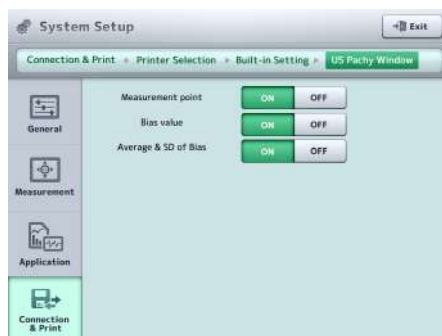 System Setup
Exit
Connection & Print
Printer Selection
Built-in Setting
US Pachy Window
General
Measurement
Application
Connection
& Print
Measurement point
ON
OFF
Bias value
ON
OFF
Average & SD of Bias
ON
OFF